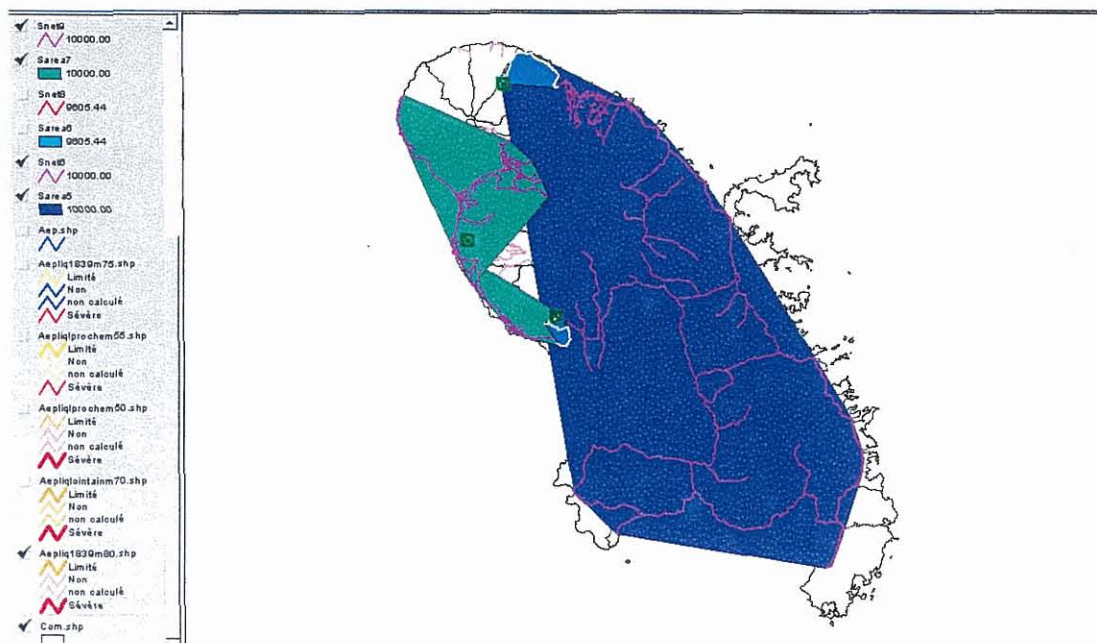 Snet9
10000.00
Sarea7
10000.00
Snet8
9605.44
Sarea6
9605.44
Snet6
10000.00
Sarea5
10000.00
Aep.shp
Aepliq1839m75.shp
Limité
Non
non calculé
Sévère
Aepliqlprochem55.shp
Limité
Non
non calculé
Sévère
Aepliqlprochem50.shp
Limité
Non
non calculé
Sévère
Aepliqlointainm70.shp
Limité
Non
non calculé
Sévère
Aepliq1839m80.shp
Limité
Non
non calculé
Sévère
Com.shp